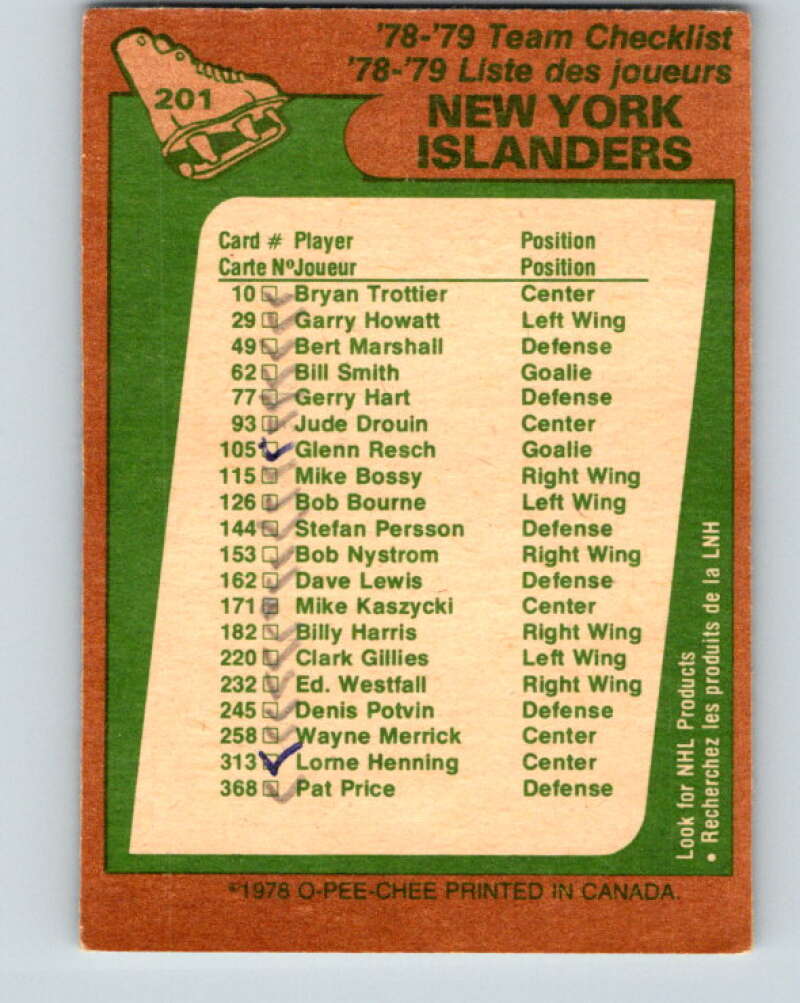 '78-'79 Team Checklist
'78-'79 Liste des joueurs
201
NEW YORK
ISLANDERS
Card # Player Position
Carte Nº Joueur Position
10 Bryan Trottier Center
29 Garry Howatt Left Wing
49 Bert Marshall Defense
62 Bill Smith Goalie
77 Gerry Hart Defense
93 Jude Drouin Center
105 Glenn Resch Goalie
115 Mike Bossy Right Wing
126 Bob Bourne Left Wing
144 Stefan Persson Defense
153 Bob Nystrom Right Wing
162 Dave Lewis Defense
171 Mike Kaszycki Center
182 Billy Harris Right Wing
220 Clark Gillies Left Wing
232 Ed. Westfall Right Wing
245 Denis Potvin Defense
258 Wayne Merrick Center
313 Lorne Henning Center
368 Pat Price Defense
Look for NHL Products
• Recherchez les produits de la LNH
©1978 O-PEE-CHEE PRINTED IN CANADA.